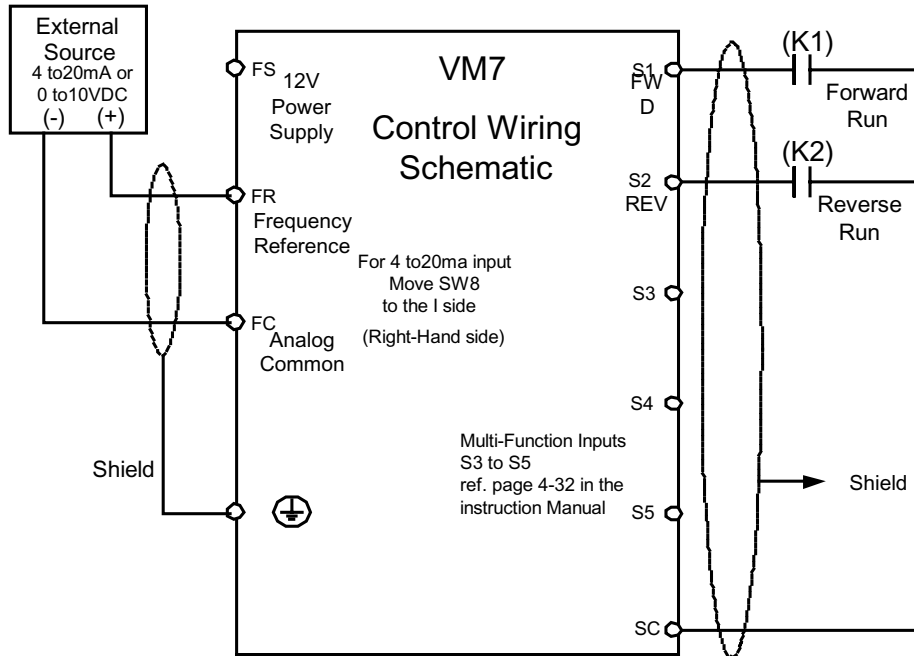 External
Source
4 to20mA or
0 to10VDC
(-) (+)
FS
12V
Power
Supply
VM7
Control Wiring
Schematic
S1
FW
D
(K1)
Forward
Run
FR
Frequency
Reference
S2
REV
(K2)
Reverse
Run
For 4 to20ma input
Move SW8
to the I side
(Right-Hand side)
S3
FC
Analog
Common
S4
Multi-Function Inputs
S3 to S5
ref. page 4-32 in the
instruction Manual
Shield
S5
Shield
SC